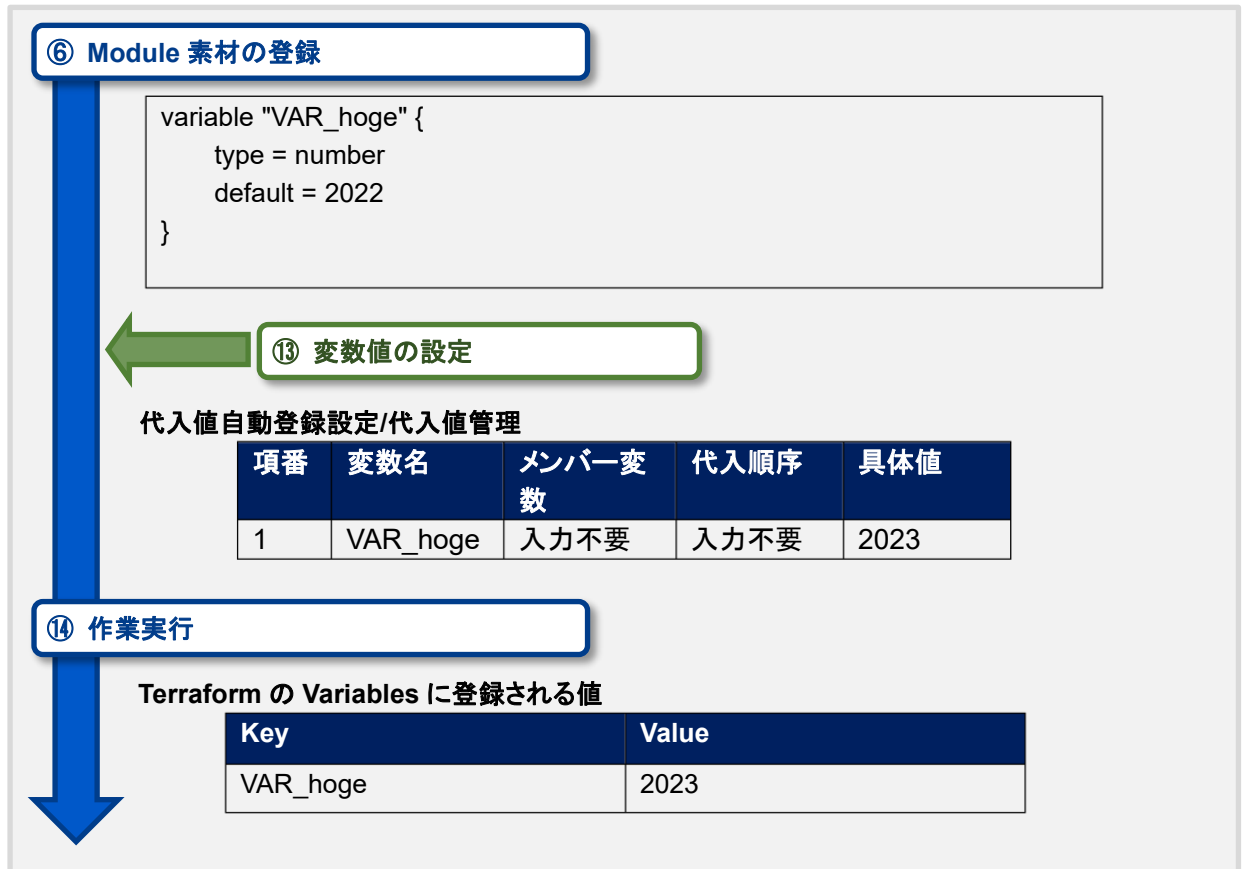 ⑥ Module 素材の登録
variable "VAR_hoge" {
type = number
default = 2022
}
⑬ 変数値の設定
代入値自動登録設定/代入値管理
項番 変数名 メンバー変数 代入順序 具体値
1 VAR_hoge 入力不要 入力不要 2023
⑭ 作業実行
Terraform の Variables に登録される値
Key Value
VAR_hoge 2023